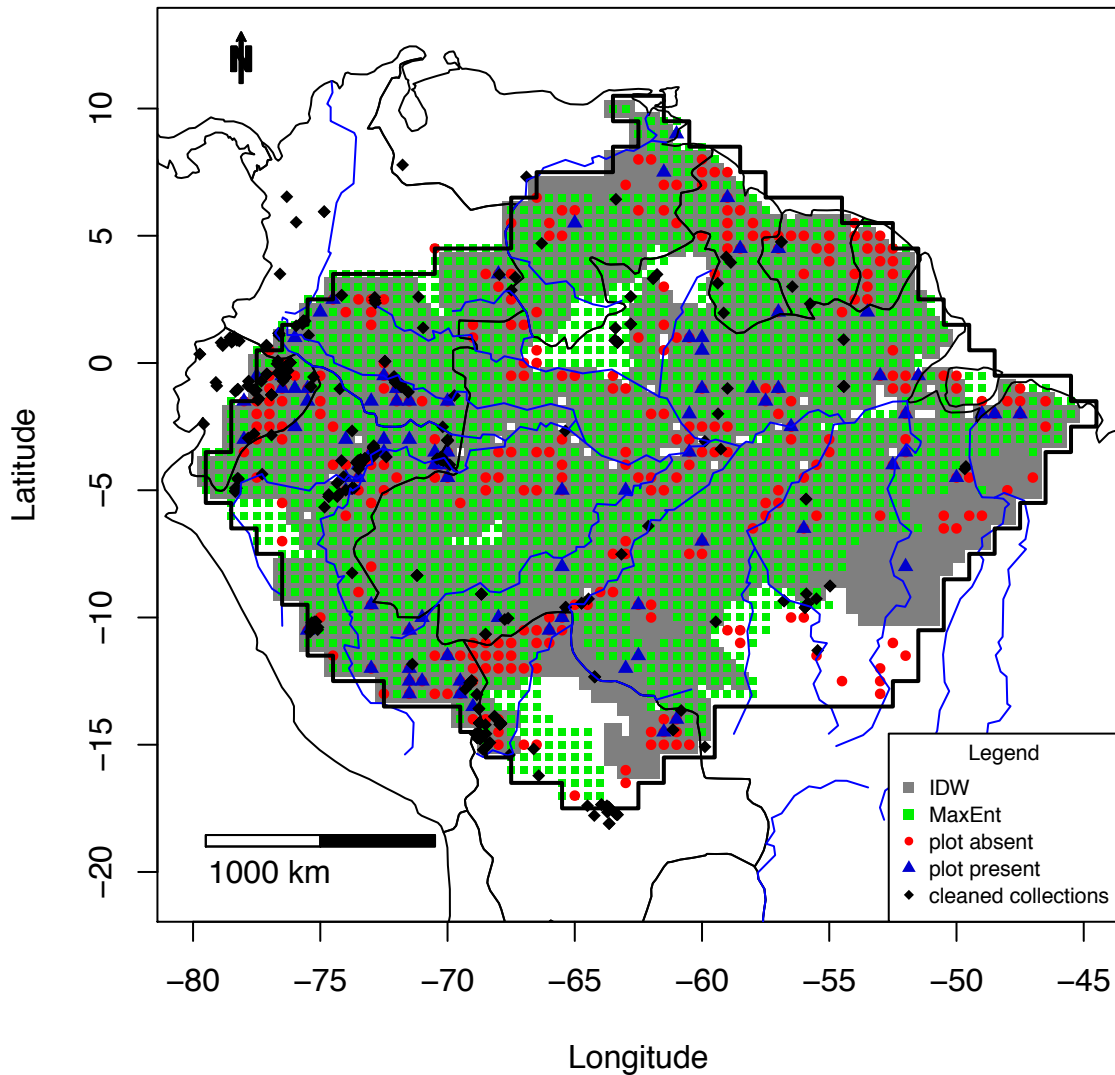 N
10
5
0
−5
−10
−15
−20
Latitude
1000 km
Legend
IDW
MaxEnt
plot absent
plot present
cleaned collections
−80 −75 −70 −65 −60 −55 −50 −45
Longitude